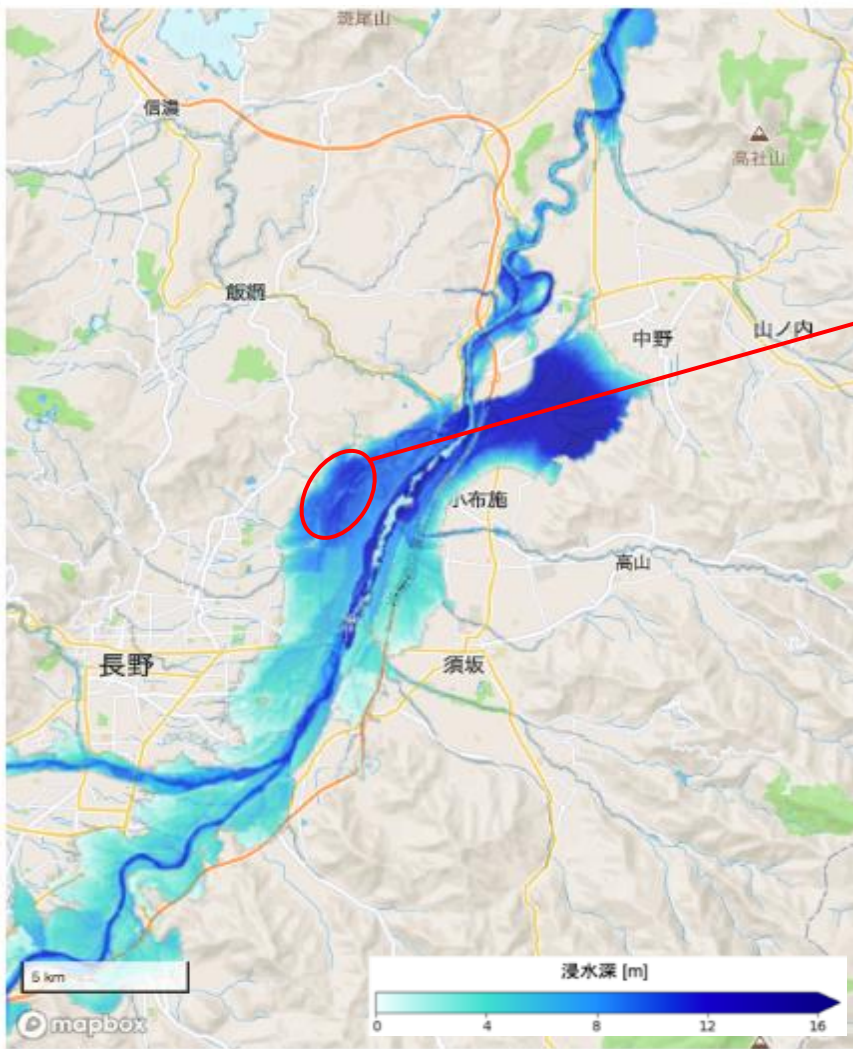 斑尾山
信濃
高社山
飯綱
中野
山ノ内
小布施
高山
長野
須坂
5 km
浸水深 [m]
0 4 8 12 16
mapbox